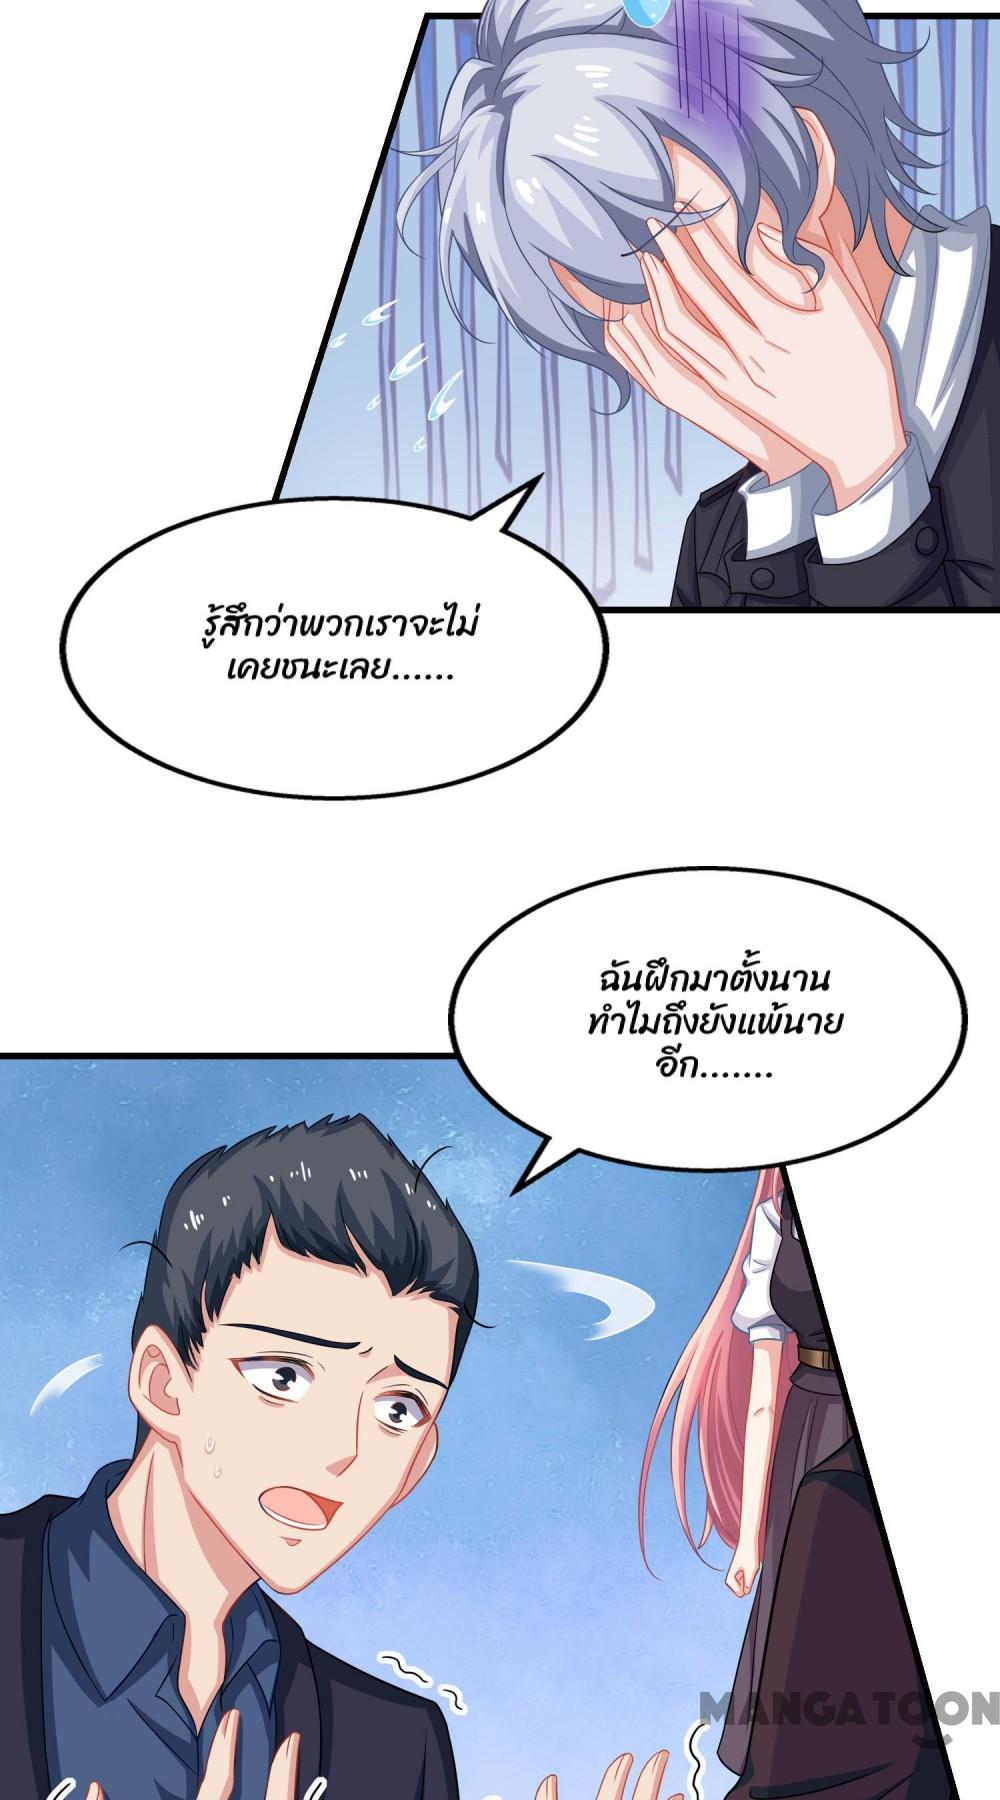 รู้สึกว่าพวกเราจะไม่
เคยชนะเลย......
ฉันฝึกมาตั้งนาน
ทำไมถึงยังแพ้นาย
อีก.......
MANGATOON